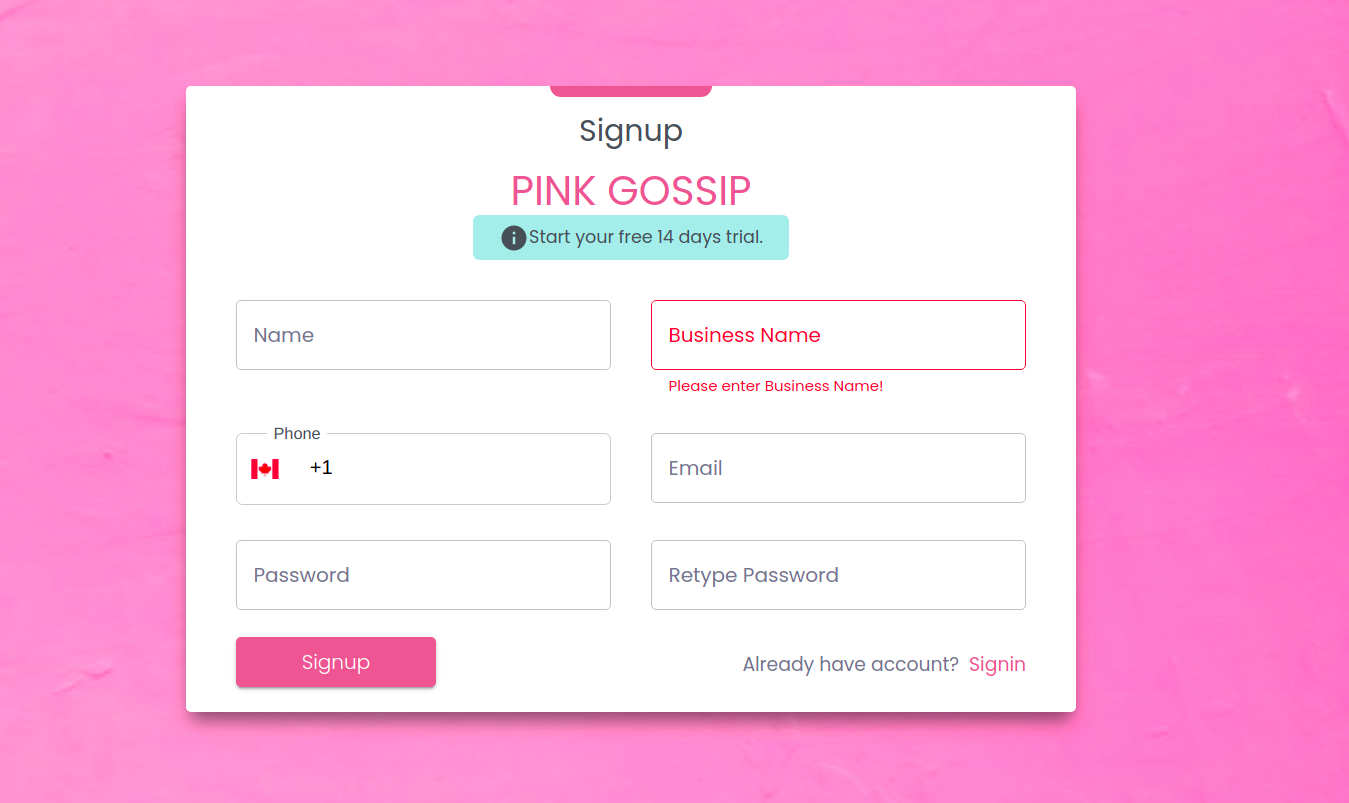 Signup
PINK GOSSIP
Start your free 14 days trial.
Name
Business Name
Please enter Business Name!
Phone
+1
Email
Password
Retype Password
Signup
Already have account? Signin